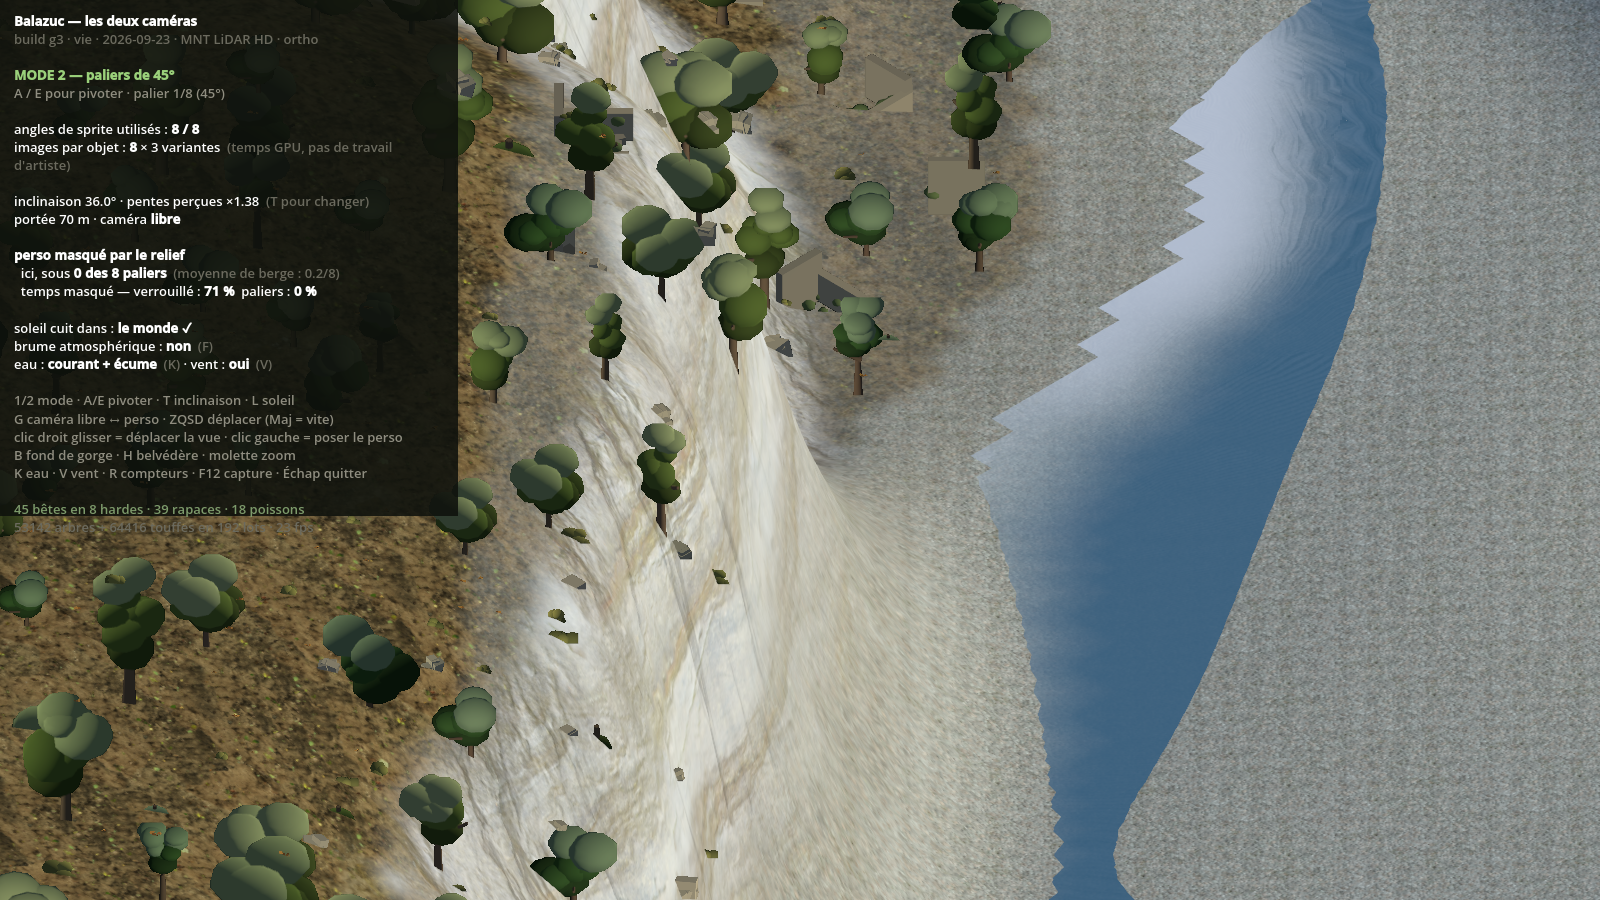 Balazuc — les deux caméras
build g3 · vie · 2026-09-23 · MNT LiDAR HD · ortho
MODE 2 — paliers de 45°
A / E pour pivoter · palier 1/8 (45°)
angles de sprite utilisés : 8 / 8
images par objet : 8 × 3 variantes (temps GPU, pas de travail
d'artiste)
inclinaison 36.0° · pentes perçues ×1.38 (T pour changer)
portée 70 m · caméra libre
perso masqué par le relief
ici, sous 0 des 8 paliers (moyenne de berge : 0.2/8)
temps masqué — verrouillé : 71 % paliers : 0 %
soleil cuit dans : le monde ✓
brume atmosphérique : non (F)
eau : courant + écume (K) · vent : oui (V)
1/2 mode · A/E pivoter · T inclinaison · L soleil
G caméra libre ↔ perso · ZQSD déplacer (Maj = vite)
clic droit glisser = déplacer la vue · clic gauche = poser le perso
B fond de gorge · H belvédère · molette zoom
K eau · V vent · R compteurs · F12 capture · Échap quitter
45 bêtes en 8 hardes · 39 rapaces · 18 poissons
arbres touffes en